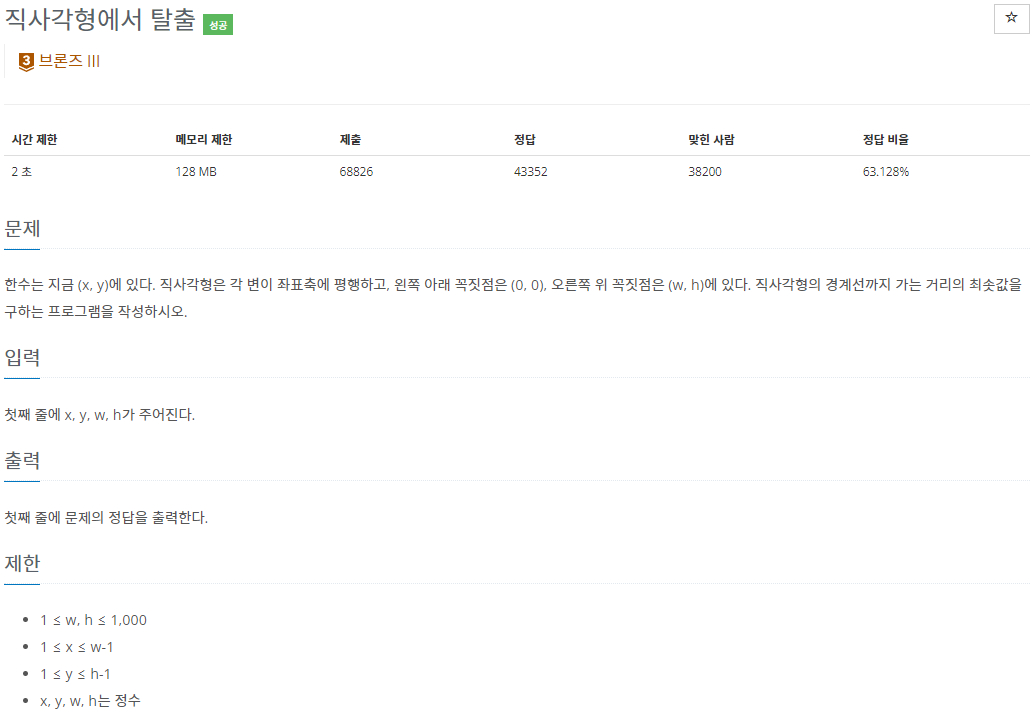 직사각형에서 탈출 성공
☆
3 브론즈 III
시간 제한 메모리 제한 제출 정답 맞힌 사람 정답 비율
2 초 128 MB 68826 43352 38200 63.128%
문제
한수는 지금 (x, y)에 있다. 직사각형은 각 변이 좌표축에 평행하고, 왼쪽 아래 꼭짓점은 (0, 0), 오른쪽 위 꼭짓점은 (w, h)에 있다. 직사각형의 경계선까지 가는 거리의 최솟값을
구하는 프로그램을 작성하시오.
입력
첫째 줄에 x, y, w, h가 주어진다.
출력
첫째 줄에 문제의 정답을 출력한다.
제한
• 1 ≤ w, h ≤ 1,000
• 1 ≤ x ≤ w-1
• 1 ≤ y ≤ h-1
• x, y, w, h는 정수